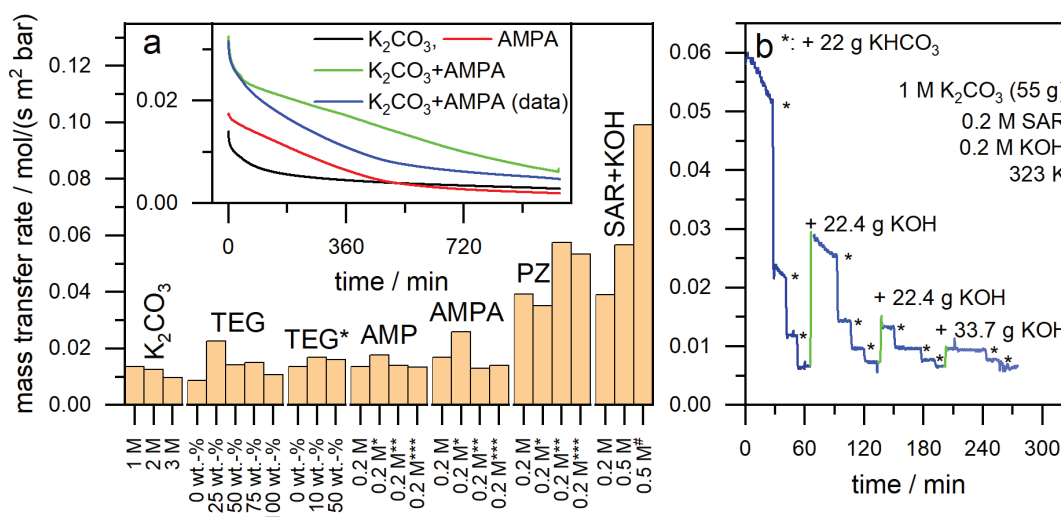 a
K2CO3, AMPA
K2CO3+AMPA
K2CO3+AMPA (data)
0.02
0.00
0 360 720
time / min
mass transfer rate / mol/(s m2 bar)
0.12
0.10
0.08
0.06
0.04
0.02
0.00
K2CO3
TEG
TEG*
AMP
AMPA
PZ
SAR+KOH
1 M
2 M
3 M
0 wt.-%
25 wt.-%
50 wt.-%
75 wt.-%
100 wt.-%
0 wt.-%
10 wt.-%
50 wt.-%
0.2 M
0.2 M*
0.2 M**
0.2 M***
0.2 M
0.2 M*
0.2 M**
0.2 M***
0.2 M
0.2 M*
0.2 M**
0.2 M***
0.2 M
0.5 M
0.5 M#
b
*: + 22 g KHCO3
1 M K2CO3 (55 g)
0.2 M SAR
0.2 M KOH
323 K
+ 22.4 g KOH
* * *
+ 22.4 g KOH
* * *
+ 33.7 g KOH
* * *
* *
0.06
0.05
0.04
0.03
0.02
0.01
0.00
0 60 120 180 240 300
time / min